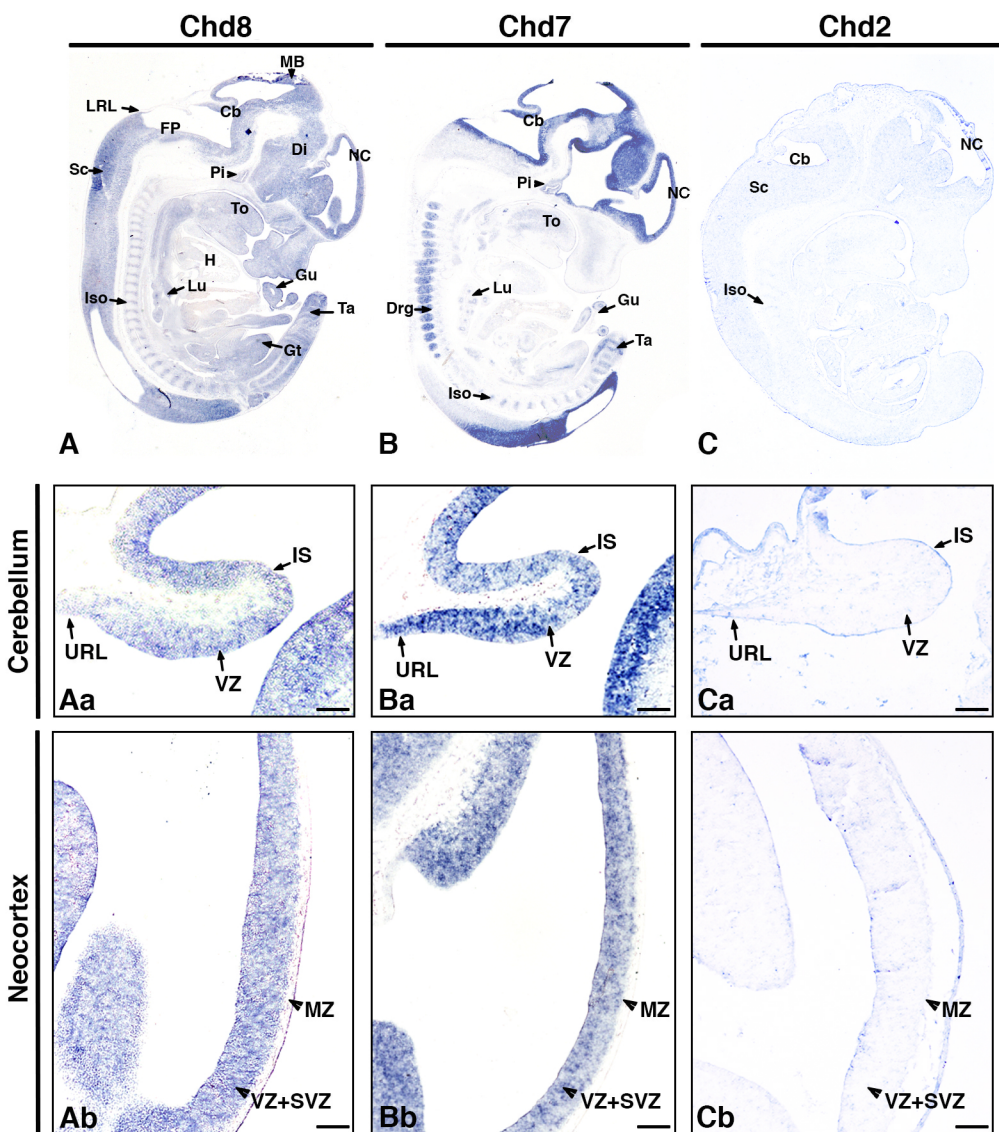 Chd8 Chd7 Chd2
MB
LRL
Cb
FP
Di
NC
Sc
Pi
To
H
Gu
Lu
Iso
Ta
Gt
A
Cb
Pi
NC
To
Lu
Gu
Drg
Ta
Iso
B
NC
Cb
Sc
Iso
C
Cerebellum
IS
URL
VZ
Aa
IS
URL
VZ
Ba
IS
URL
VZ
Ca
Neocortex
MZ
VZ+SVZ
Ab
MZ
VZ+SVZ
Bb
MZ
VZ+SVZ
Cb